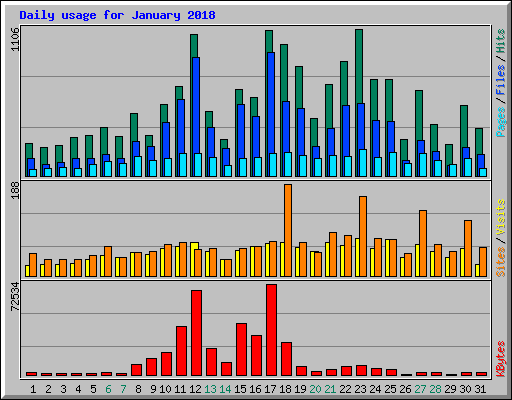 Daily usage for January 2018
1106
Pages / Files / Hits
188
Sites / Visits
72534
KBytes
1 2 3 4 5 6 7 8 9 10 11 12 13 14 15 16 17 18 19 20 21 22 23 24 25 26 27 28 29 30 31